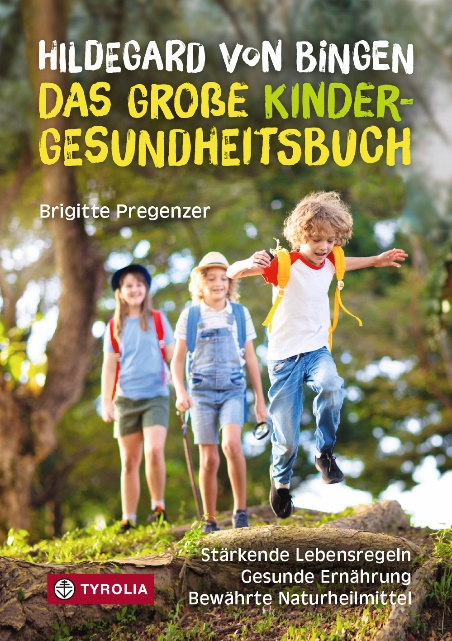 HILDEGARD VON BINGEN
DAS GROßE KINDER-
GESUNDHEITSBUCH
Brigitte Pregenzer
Stärkende Lebensregeln
Gesunde Ernährung
Bewährte Naturheilmittel
TYROLIA